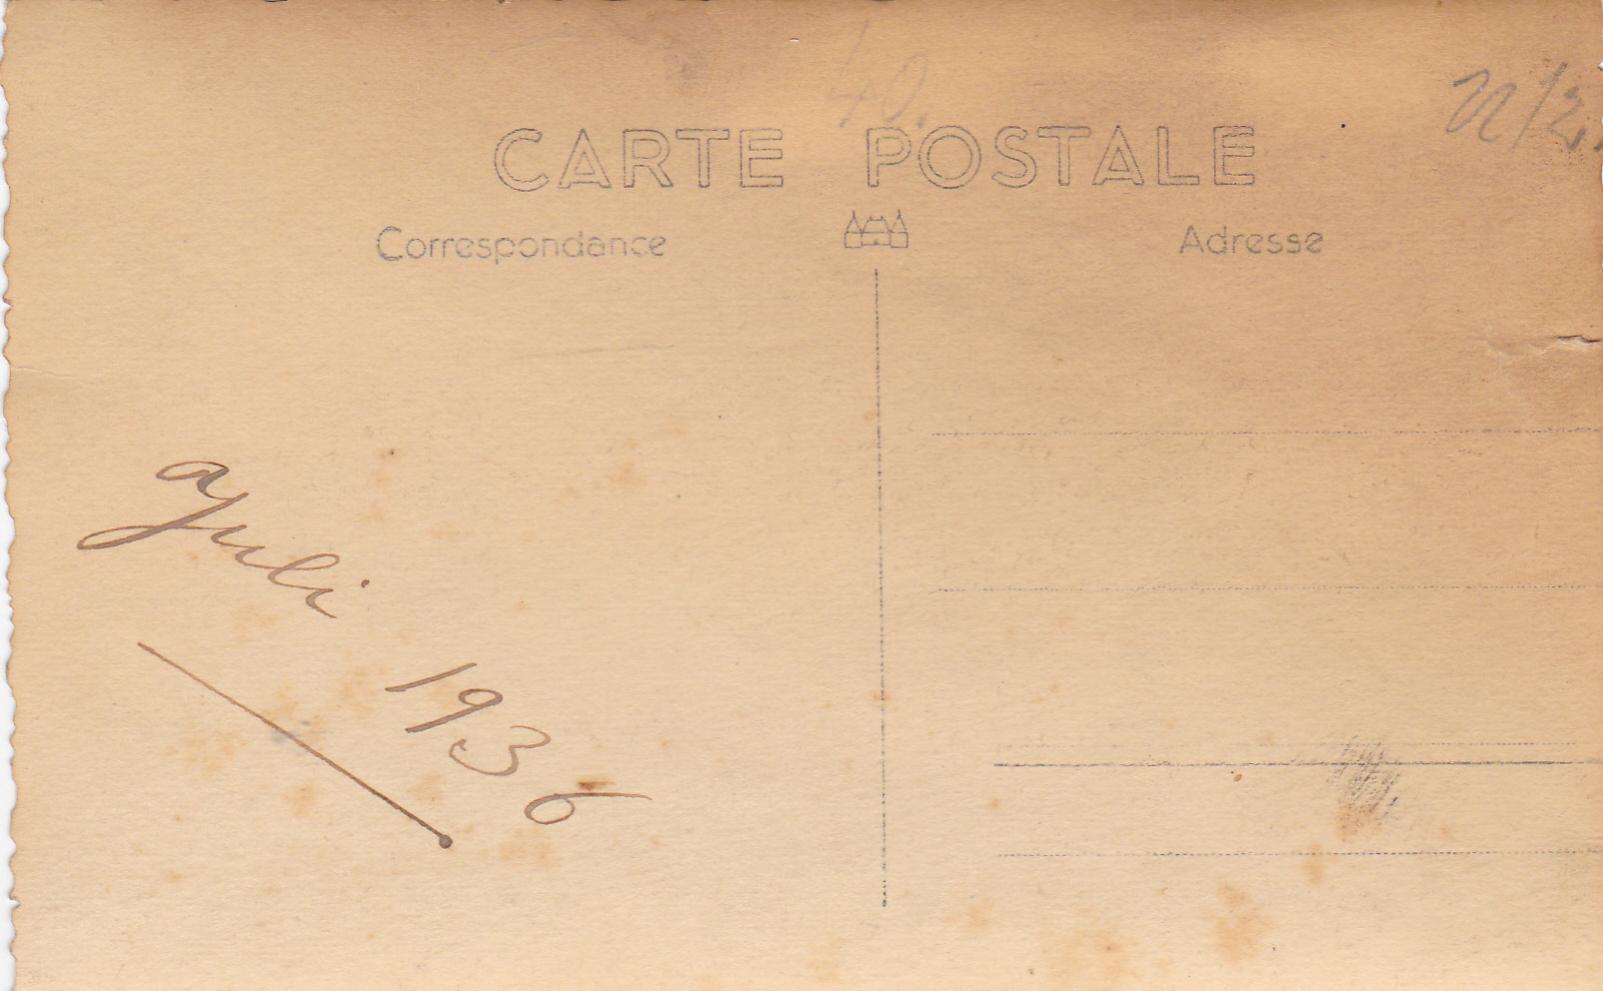 40.
CARTE POSTALE
Correspondance
Adresse
Juli
1936